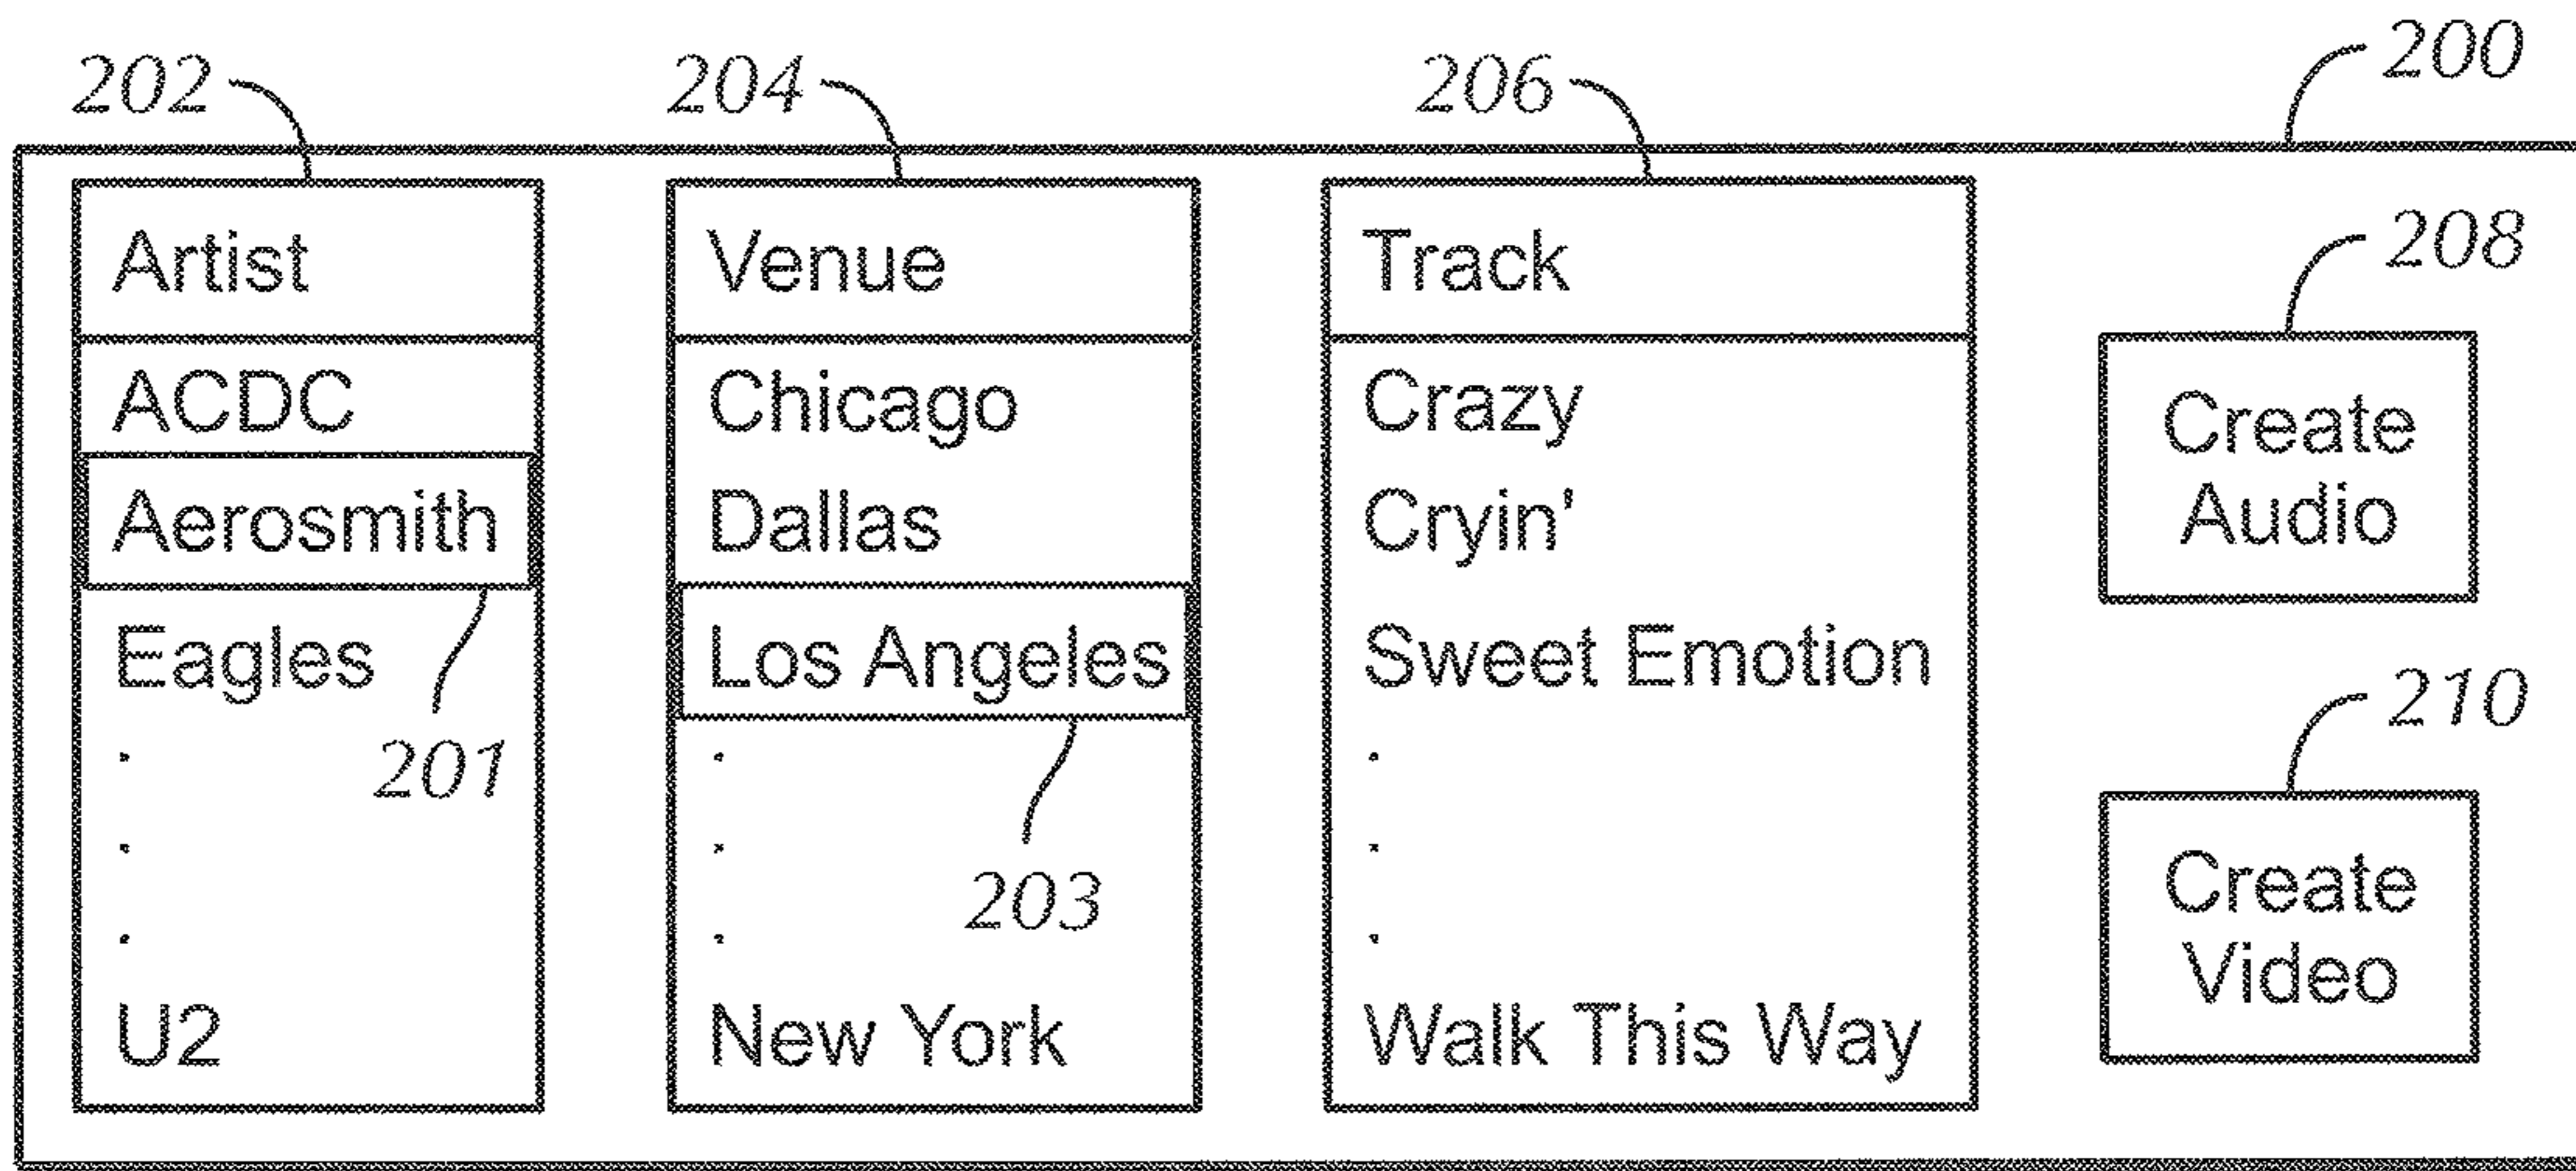 202
204
206
200
Artist
ACDC
Aerosmith
Eagles
201
U2
Venue
Chicago
Dallas
Los Angeles
203
New York
Track
Crazy
Cryin'
Sweet Emotion
Walk This Way
208
Create
Audio
210
Create
Video